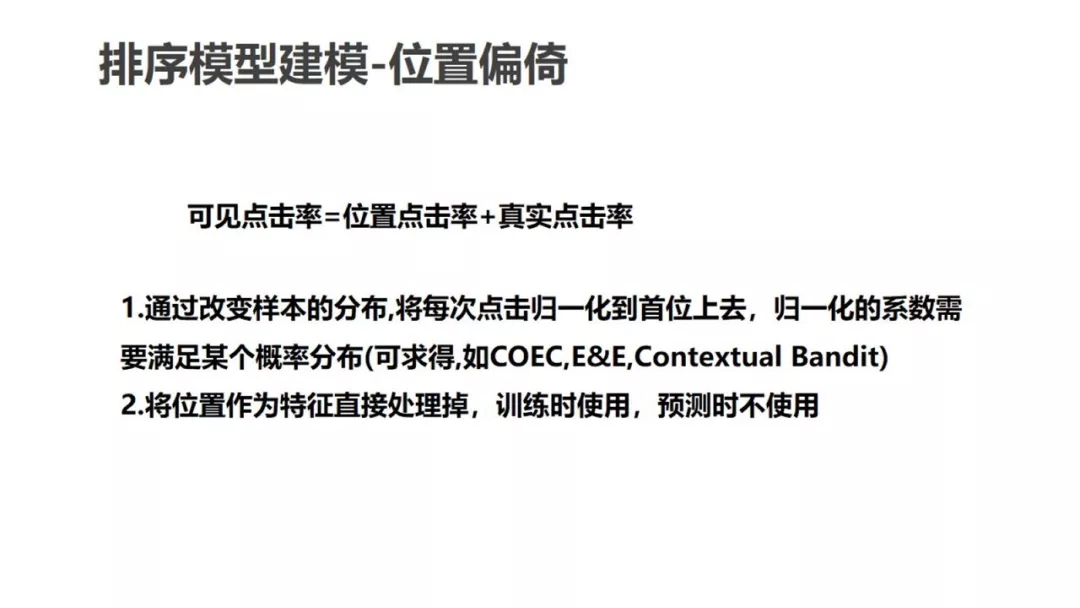 排序模型建模-位置偏倚
可见点击率=位置点击率+真实点击率
1.通过改变样本的分布,将每次点击归一化到首位上去，归一化的系数需
要满足某个概率分布(可求得,如COEC,E&E,Contextual Bandit)
2.将位置作为特征直接处理掉，训练时使用，预测时不使用